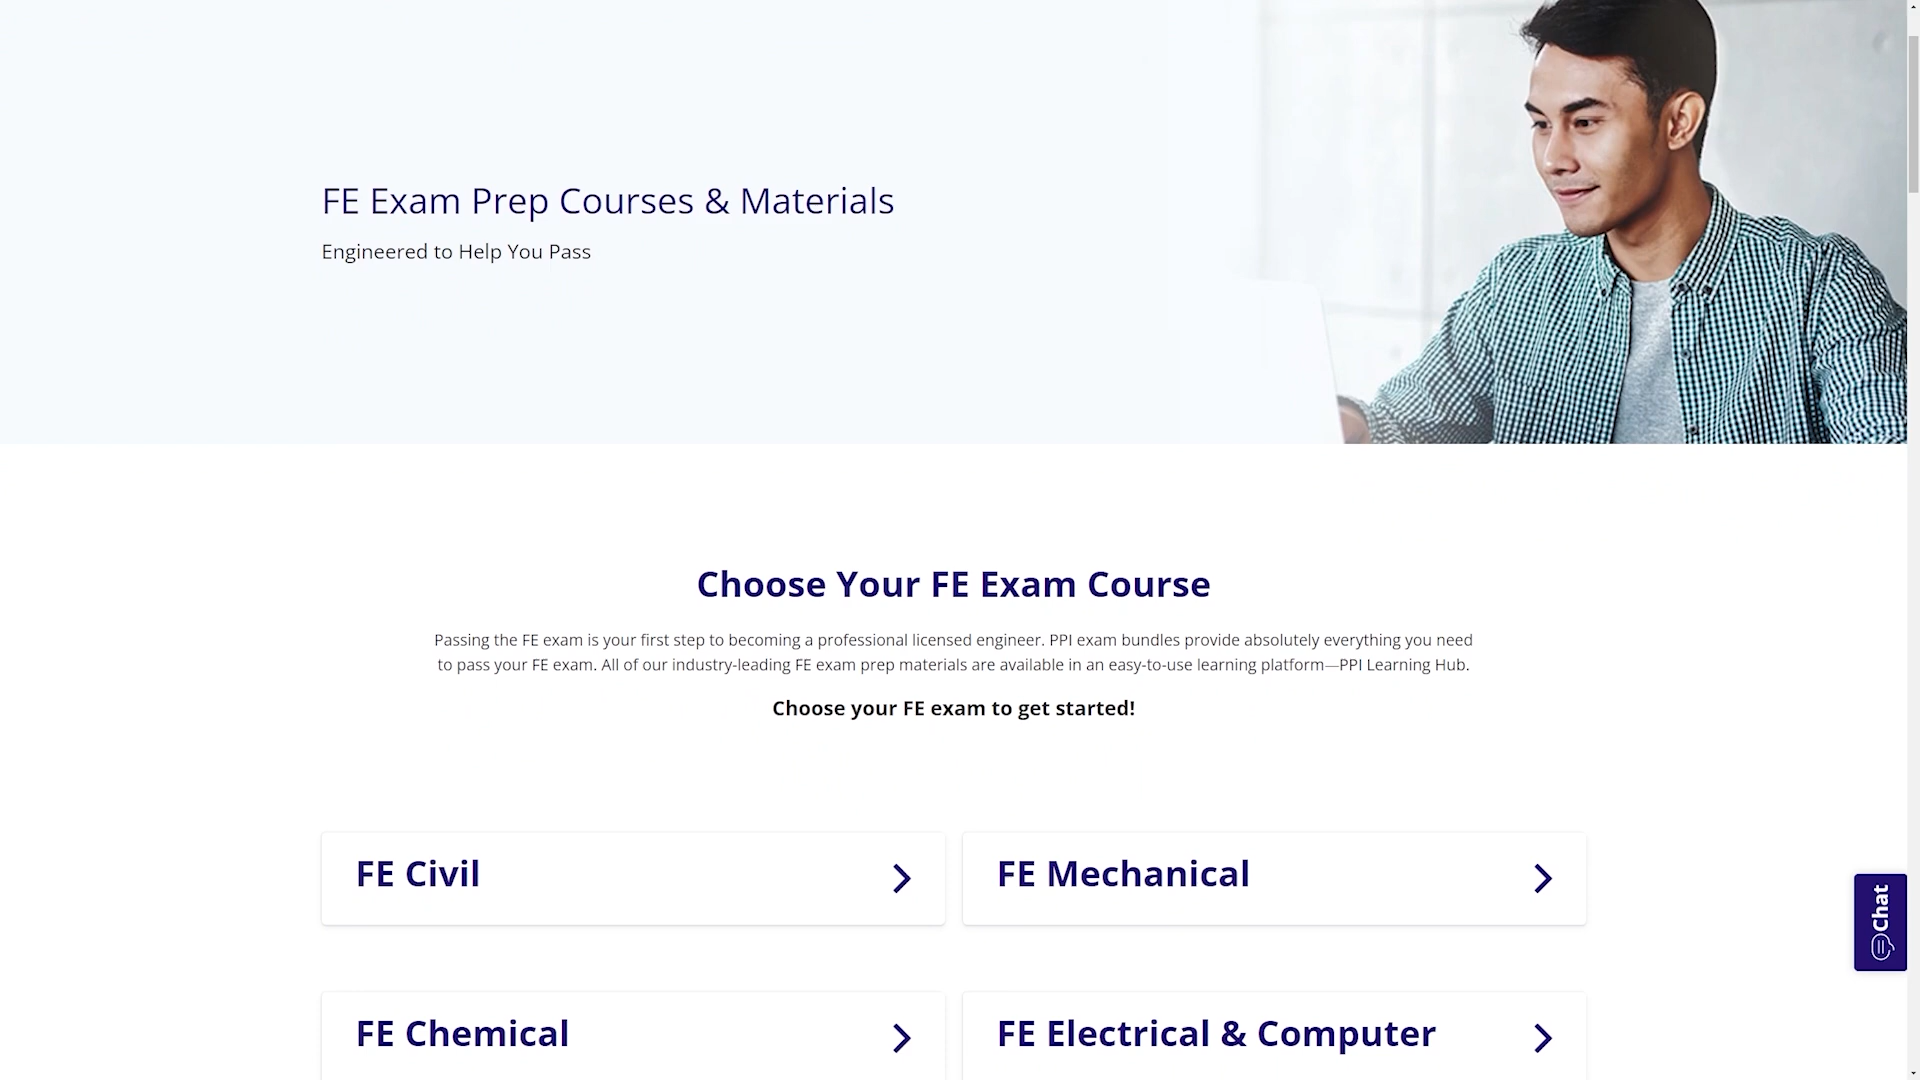 FE Exam Prep Courses & Materials
Engineered to Help You Pass
Choose Your FE Exam Course
Passing the FE exam is your first step to becoming a professional licensed engineer. PPI exam bundles provide absolutely everything you need
to pass your FE exam. All of our industry-leading FE exam prep materials are available in an easy-to-use learning platform—PPI Learning Hub.
Choose your FE exam to get started!
FE Civil
FE Mechanical
Chat
FE Chemical
FE Electrical & Computer